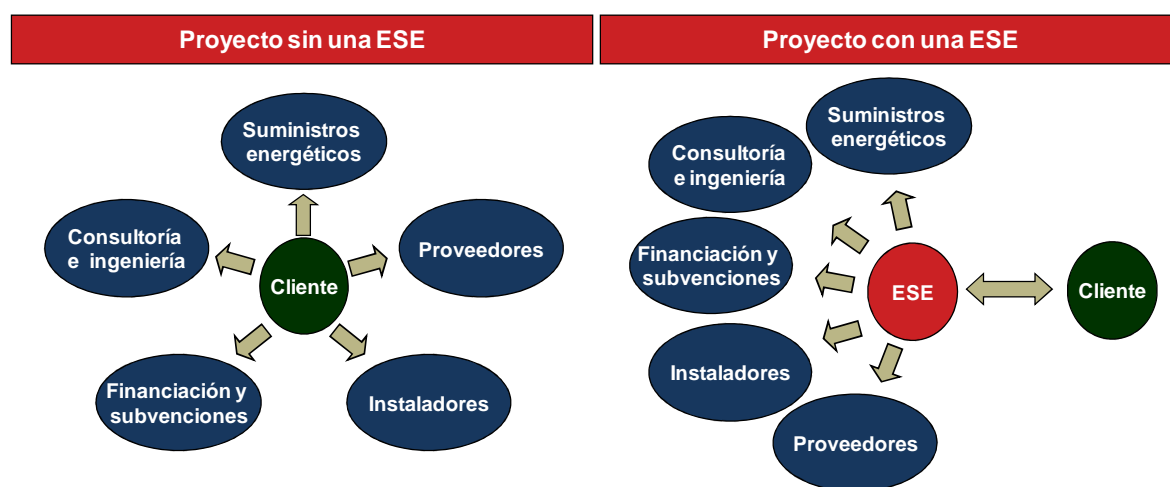 Proyecto sin una ESE
Suministros
energéticos
Consultoría
e ingeniería
Proveedores
Cliente
Financiación y
subvenciones
Instaladores
Proyecto con una ESE
Suministros
energéticos
Consultoría
e ingeniería
Financiación y
subvenciones
ESE
Cliente
Instaladores
Proveedores